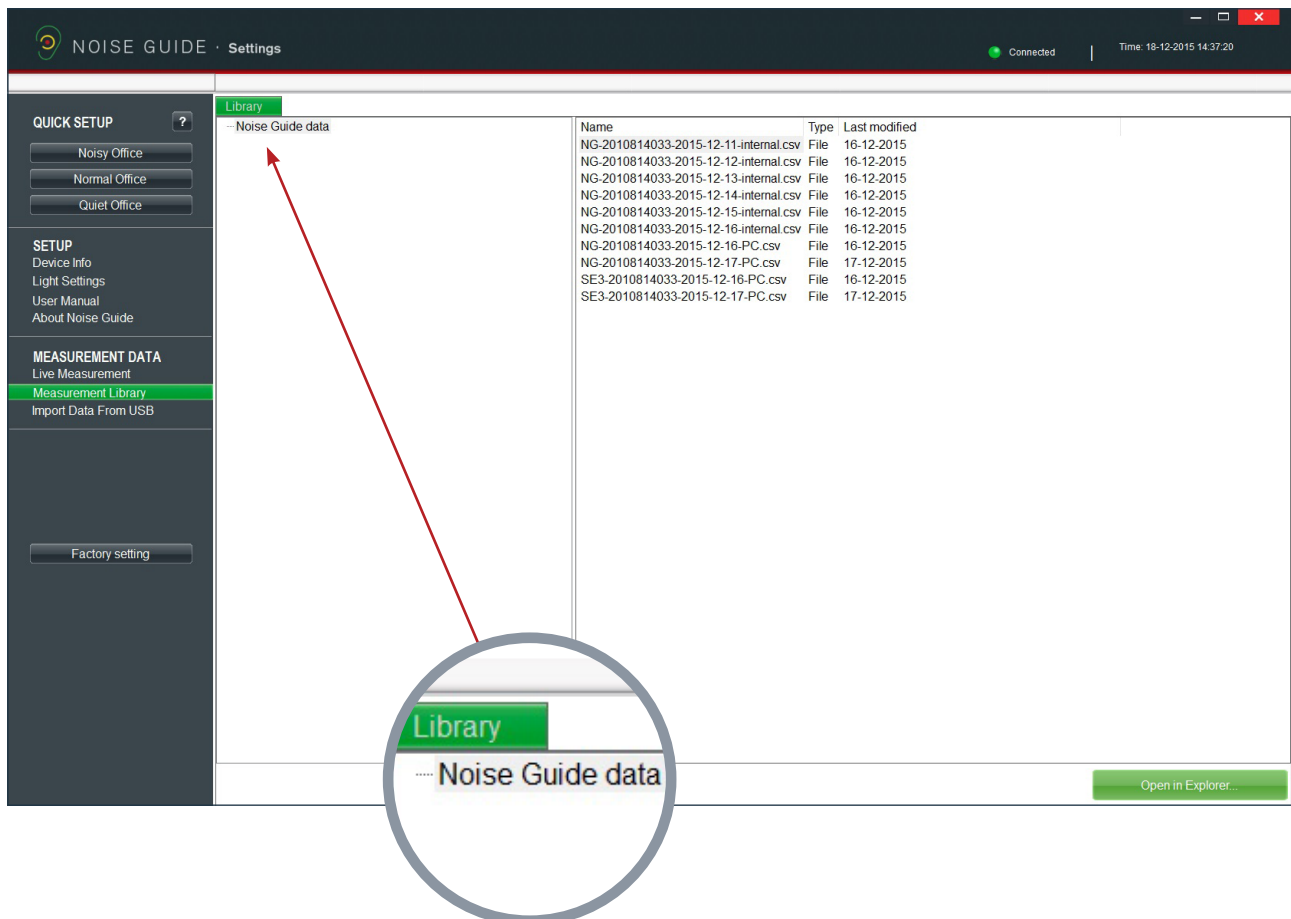 NOISE GUIDE · Settings
Connected | Time: 18-12-2015 14:37:20
QUICK SETUP ?
Noisy Office
Normal Office
Quiet Office
SETUP
Device Info
Light Settings
User Manual
About Noise Guide
MEASUREMENT DATA
Live Measurement
Measurement Library
Import Data From USB
Factory setting
Library
Noise Guide data
Name Type Last modified
NG-2010814033-2015-12-11-internal.csv File 16-12-2015
NG-2010814033-2015-12-12-internal.csv File 16-12-2015
NG-2010814033-2015-12-13-internal.csv File 16-12-2015
NG-2010814033-2015-12-14-internal.csv File 16-12-2015
NG-2010814033-2015-12-15-internal.csv File 16-12-2015
NG-2010814033-2015-12-16-internal.csv File 16-12-2015
NG-2010814033-2015-12-16-PC.csv File 16-12-2015
NG-2010814033-2015-12-17-PC.csv File 17-12-2015
SE3-2010814033-2015-12-16-PC.csv File 16-12-2015
SE3-2010814033-2015-12-17-PC.csv File 17-12-2015
Library
Noise Guide data
Open in Explorer...